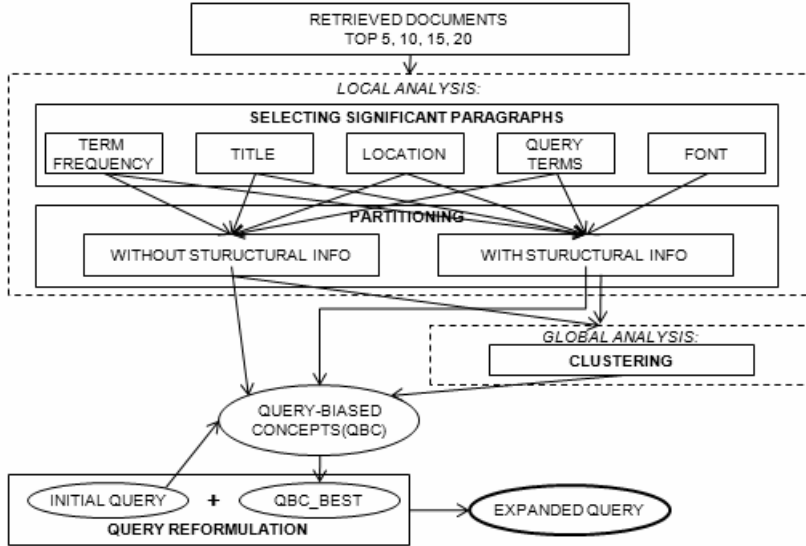 RETRIEVED DOCUMENTS
TOP 5, 10, 15, 20
LOCAL ANALYSIS:
SELECTING SIGNIFICANT PARAGRAPHS
TERM
FREQUENCY
TITLE
LOCATION
QUERY
TERMS
FONT
PARTITIONING
WITHOUT STURUCTURAL INFO
WITH STURUCTURAL INFO
GLOBAL ANALYSIS:
CLUSTERING
QUERY-BIASED
CONCEPTS(QBC)
INITIAL QUERY + QBC_BEST
QUERY REFORMULATION
EXPANDED QUERY